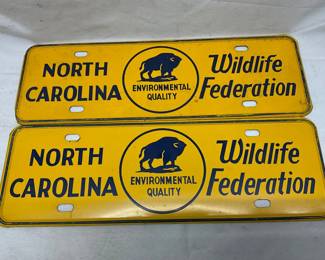 NORTH CAROLINA
ENVIRONMENTAL
QUALITY
Wildlife
Federation
NORTH CAROLINA
ENVIRONMENTAL
QUALITY
Wildlife
Federation